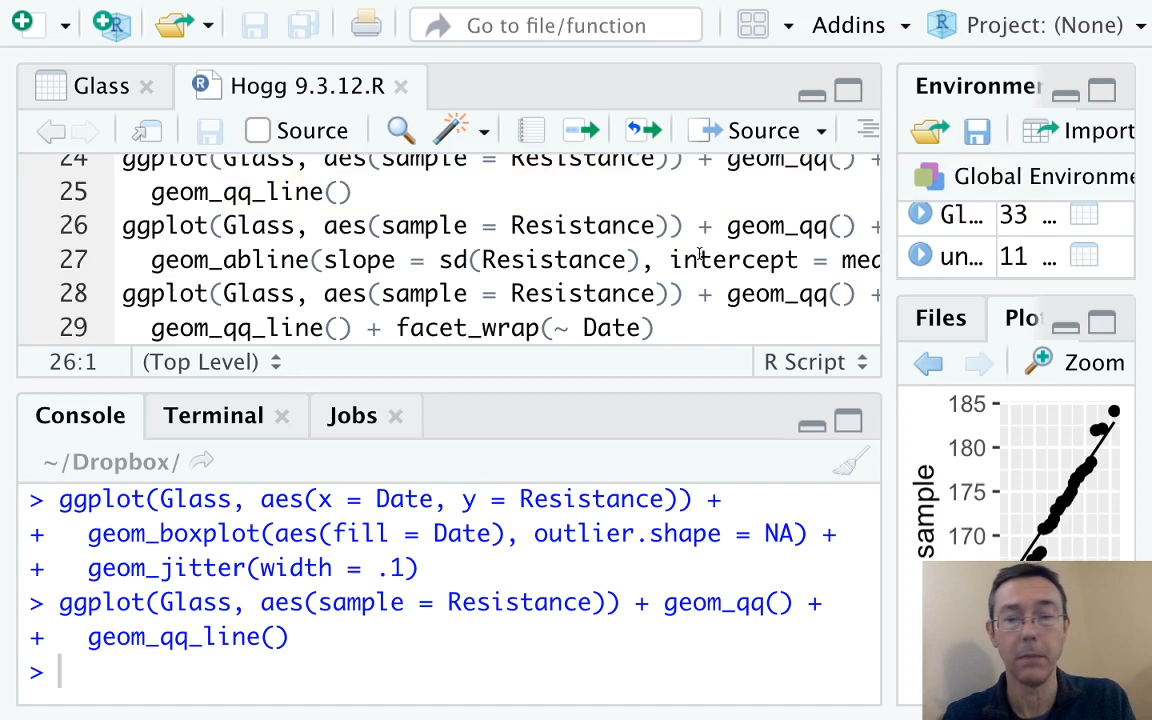 Go to file/function
Addins
Project: (None)
Glass
Hogg 9.3.12.R
Source
Source
24 ggplot(Glass, aes(sample = Resistance)) + geom_qq() +
25 geom_qq_line()
26 ggplot(Glass, aes(sample = Resistance)) + geom_qq() +
27 geom_abline(slope = sd(Resistance), intercept = mea
28 ggplot(Glass, aes(sample = Resistance)) + geom_qq() +
29 geom_qq_line() + facet_wrap(~ Date)
26:1 (Top Level) R Script
Console Terminal Jobs
~/Dropbox/
> ggplot(Glass, aes(x = Date, y = Resistance)) +
+ geom_boxplot(aes(fill = Date), outlier.shape = NA) +
+ geom_jitter(width = .1)
> ggplot(Glass, aes(sample = Resistance)) + geom_qq() +
+ geom_qq_line()
>
Environme
Import
Global Environme
Gl... 33 ...
un... 11 ...
Files Plo
Zoom
185
180
175
170
sample